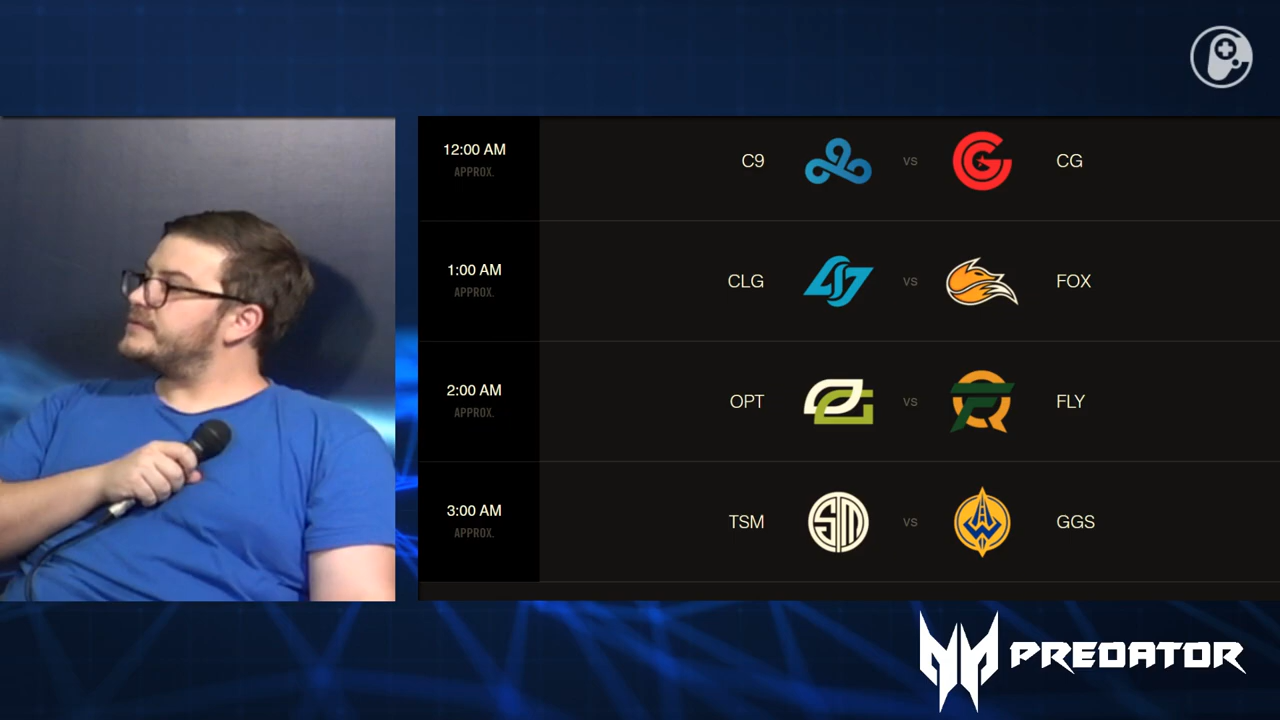 12:00 AM
APPROX.
C9 vs CG
1:00 AM
APPROX.
CLG vs FOX
2:00 AM
APPROX.
OPT vs FLY
3:00 AM
APPROX.
TSM vs GGS
PREDATOR